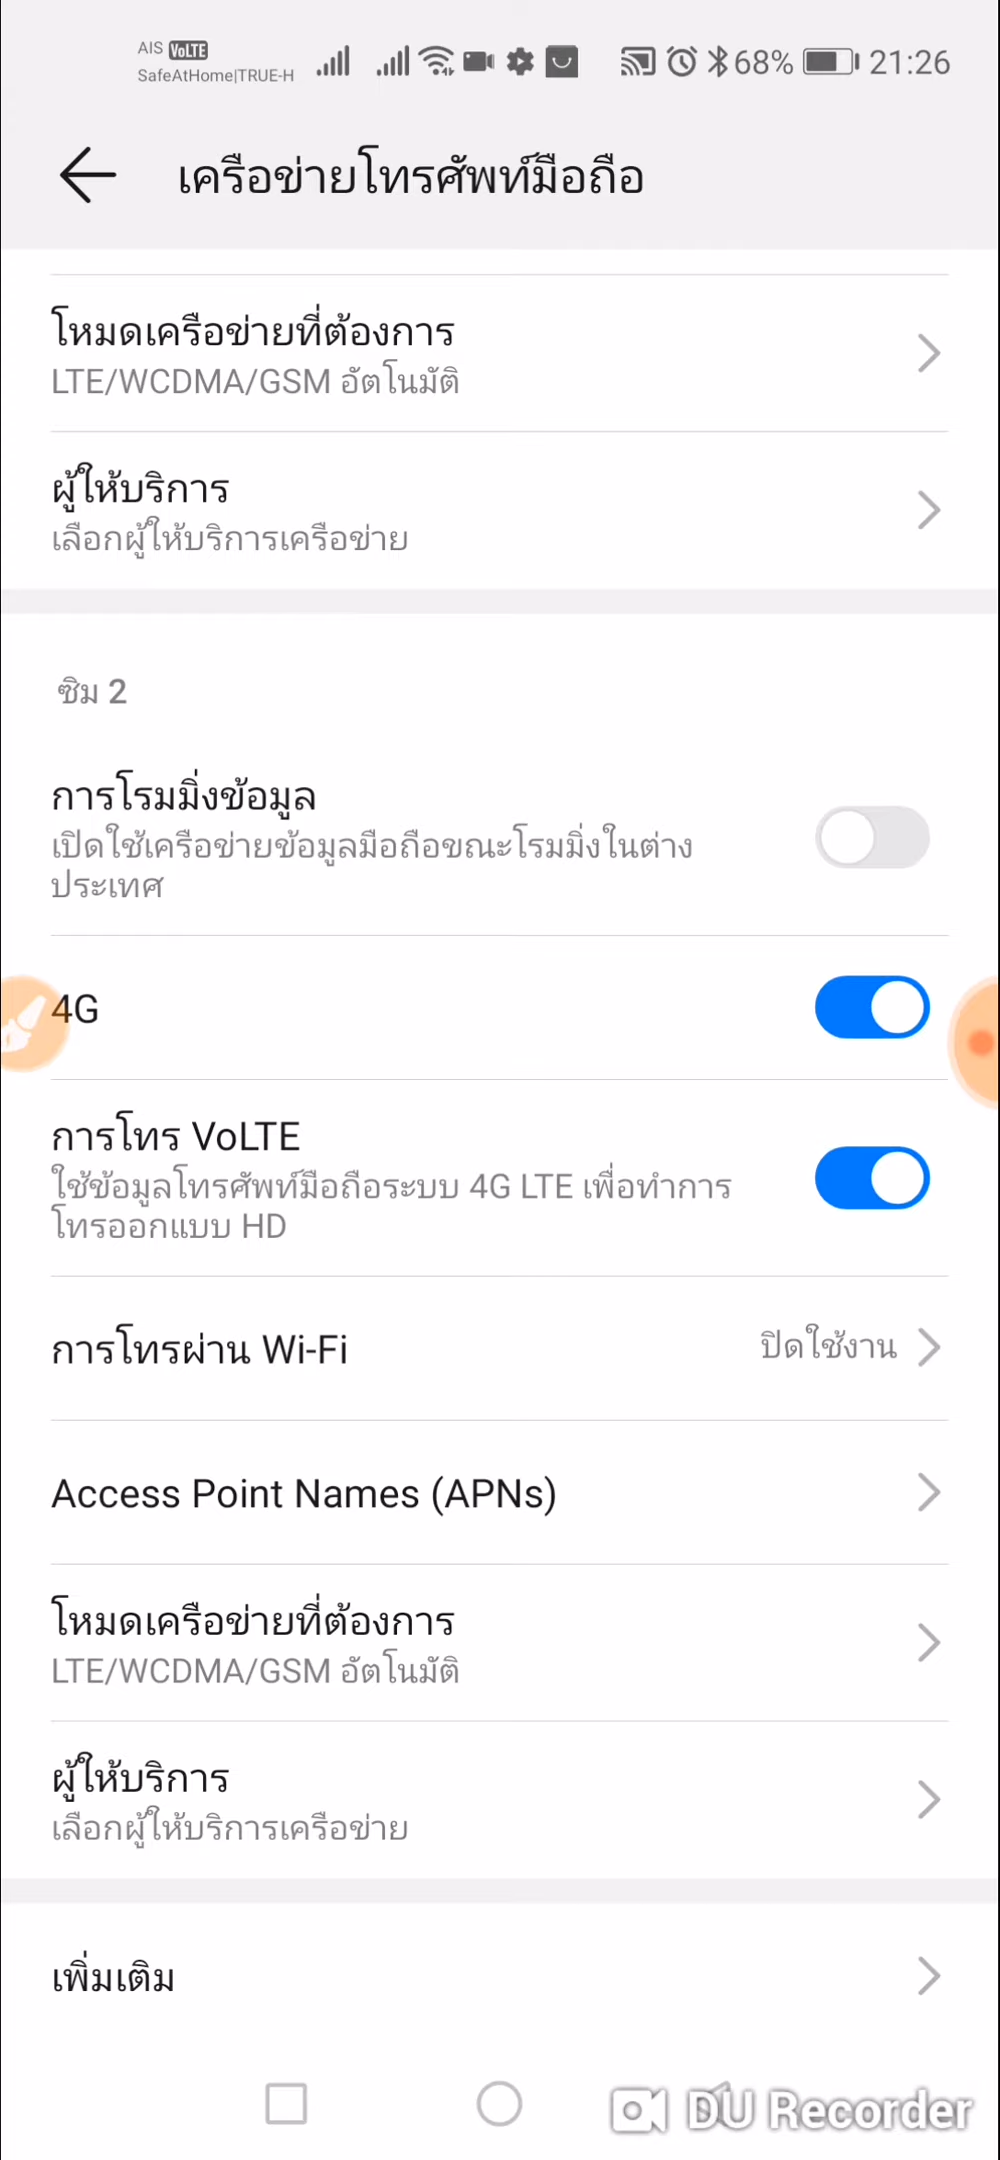 AIS VoLTE
SafeAtHome|TRUE-H
68% 21:26
เครือข่ายโทรศัพท์มือถือ
โหมดเครือข่ายที่ต้องการ
LTE/WCDMA/GSM อัตโนมัติ
ผู้ให้บริการ
เลือกผู้ให้บริการเครือข่าย
ซิม 2
การโรมมิ่งข้อมูล
เปิดใช้เครือข่ายข้อมูลมือถือขณะโรมมิ่งในต่าง
ประเทศ
4G
การโทร VoLTE
ใช้ข้อมูลโทรศัพท์มือถือระบบ 4G LTE เพื่อทำการ
โทรออกแบบ HD
การโทรผ่าน Wi-Fi
ปิดใช้งาน
Access Point Names (APNs)
โหมดเครือข่ายที่ต้องการ
LTE/WCDMA/GSM อัตโนมัติ
ผู้ให้บริการ
เลือกผู้ให้บริการเครือข่าย
เพิ่มเติม
DU Recorder